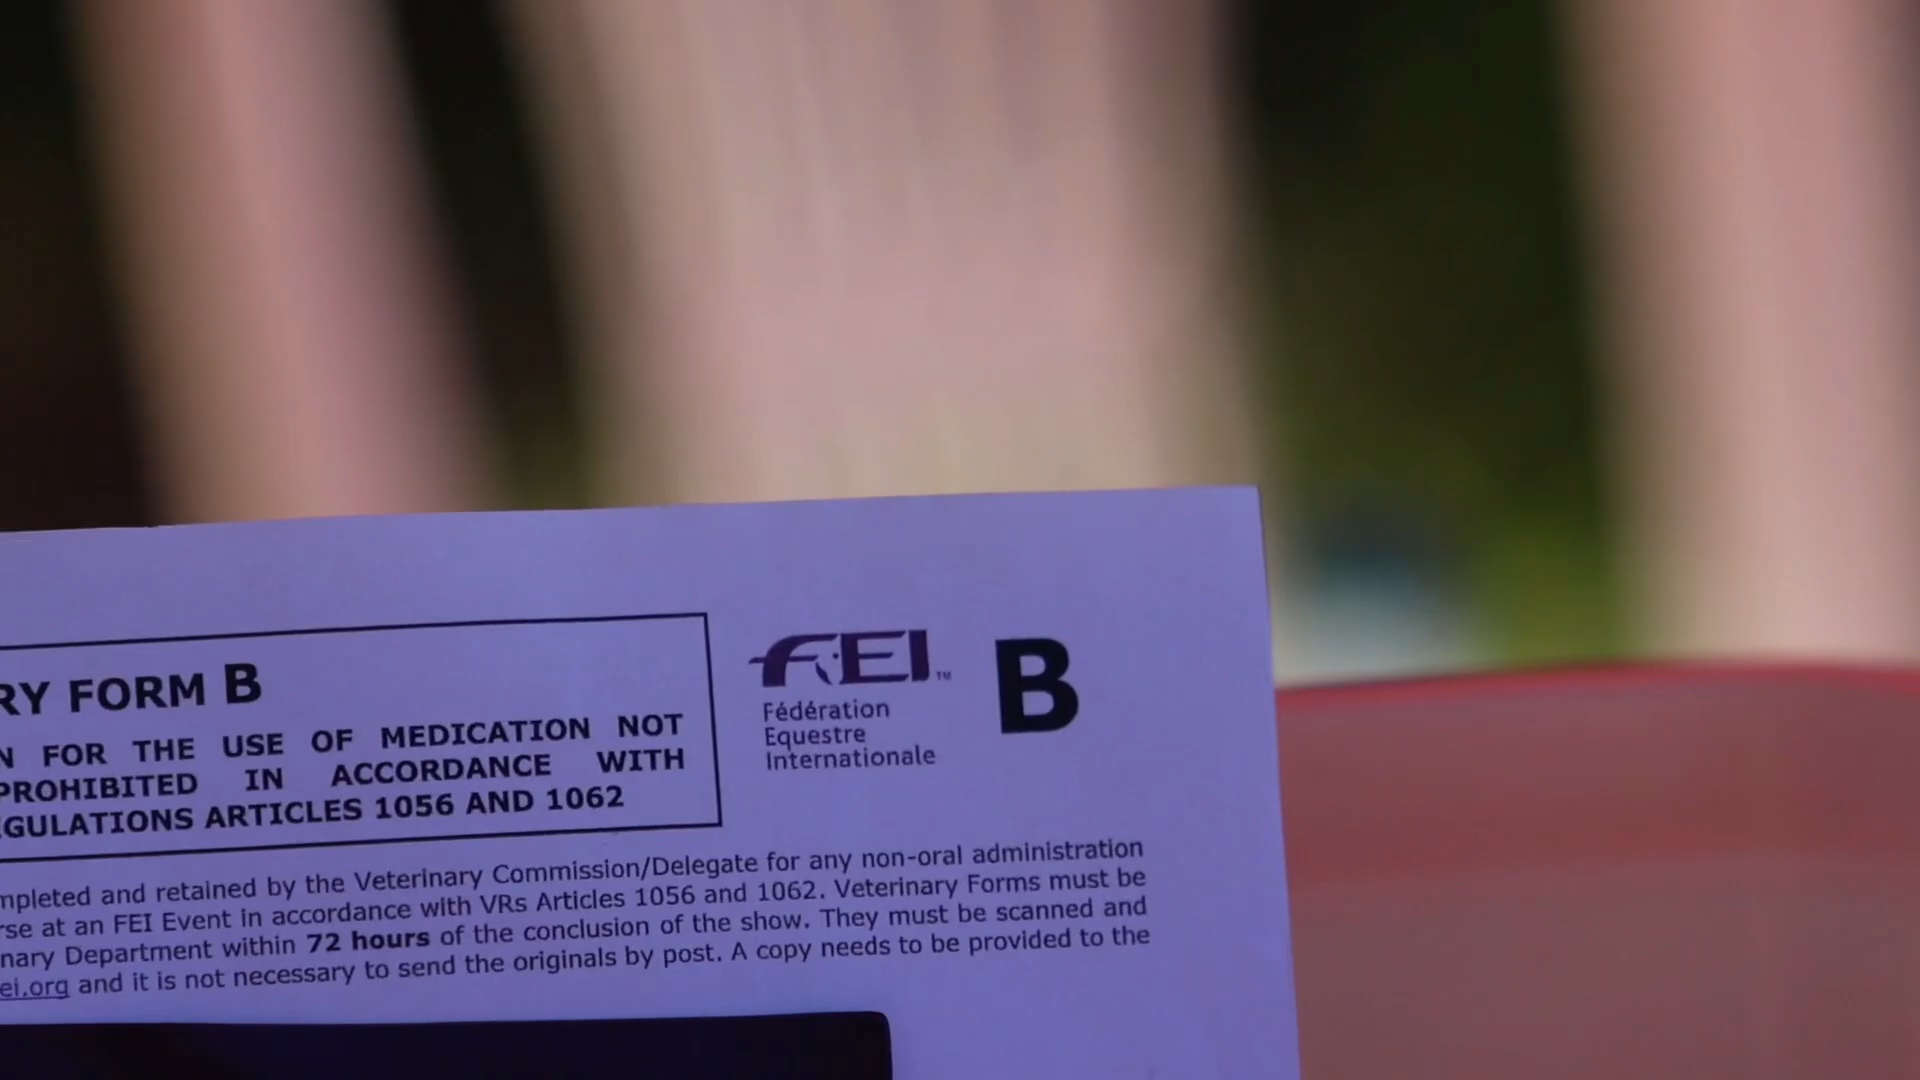 RY FORM B
N FOR THE USE OF MEDICATION NOT
PROHIBITED IN ACCORDANCE WITH
EGULATIONS ARTICLES 1056 AND 1062
FEI™
Fédération
Equestre
Internationale
B
mpleted and retained by the Veterinary Commission/Delegate for any non-oral administration
rse at an FEI Event in accordance with VRs Articles 1056 and 1062. Veterinary Forms must be
nary Department within 72 hours of the conclusion of the show. They must be scanned and
ei.org and it is not necessary to send the originals by post. A copy needs to be provided to the